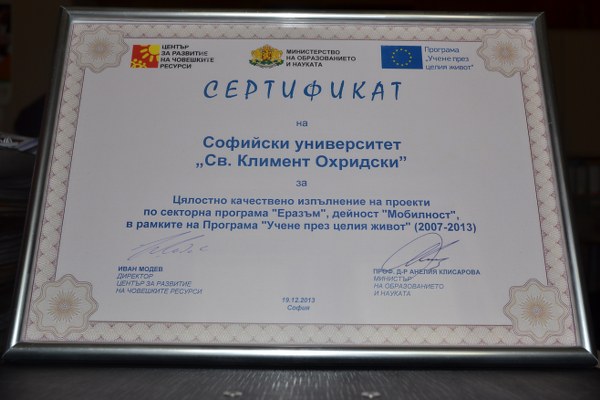 ЦЕНТЪР
ЗА РАЗВИТИЕ
НА ЧОВЕШКИТЕ
РЕСУРСИ
МИНИСТЕРСТВО
НА ОБРАЗОВАНИЕТО
И НАУКАТА
Програма
„Учене през
целия живот“
СЕРТИФИКАТ
на
Софийски университет
„Св. Климент Охридски”
за
Цялостно качествено изпълнение на проекти
по секторна програма "Еразъм", дейност "Мобилност",
в рамките на Програма "Учене през целия живот" (2007-2013)
ИВАН МОДЕВ
ДИРЕКТОР
ЦЕНТЪР ЗА РАЗВИТИЕ
НА ЧОВЕШКИТЕ РЕСУРСИ
ПРОФ. Д-Р АНЕЛИЯ КЛИСАРОВА
МИНИСТЪР
НА ОБРАЗОВАНИЕТО
И НАУКАТА
19.12.2013
София